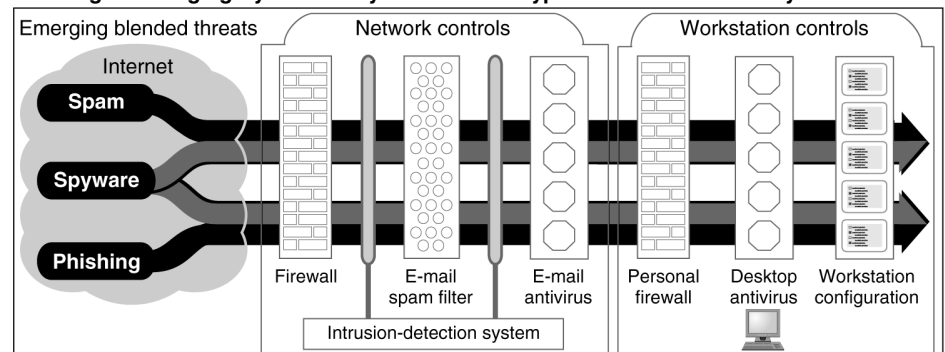 Emerging blended threats
Network controls
Workstation controls
Internet
Spam
Spyware
Phishing
Firewall
E-mail
spam filter
E-mail
antivirus
Personal
firewall
Desktop
antivirus
Workstation
configuration
Intrusion-detection system